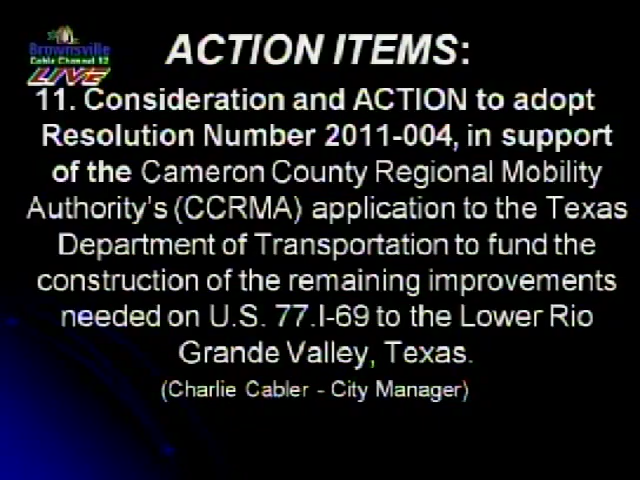 Brownsville
Cable Channel 12
LIVE
ACTION ITEMS:
11. Consideration and ACTION to adopt
Resolution Number 2011-004, in support
of the Cameron County Regional Mobility
Authority's (CCRMA) application to the Texas
Department of Transportation to fund the
construction of the remaining improvements
needed on U.S. 77.I-69 to the Lower Rio
Grande Valley, Texas.
(Charlie Cabler - City Manager)